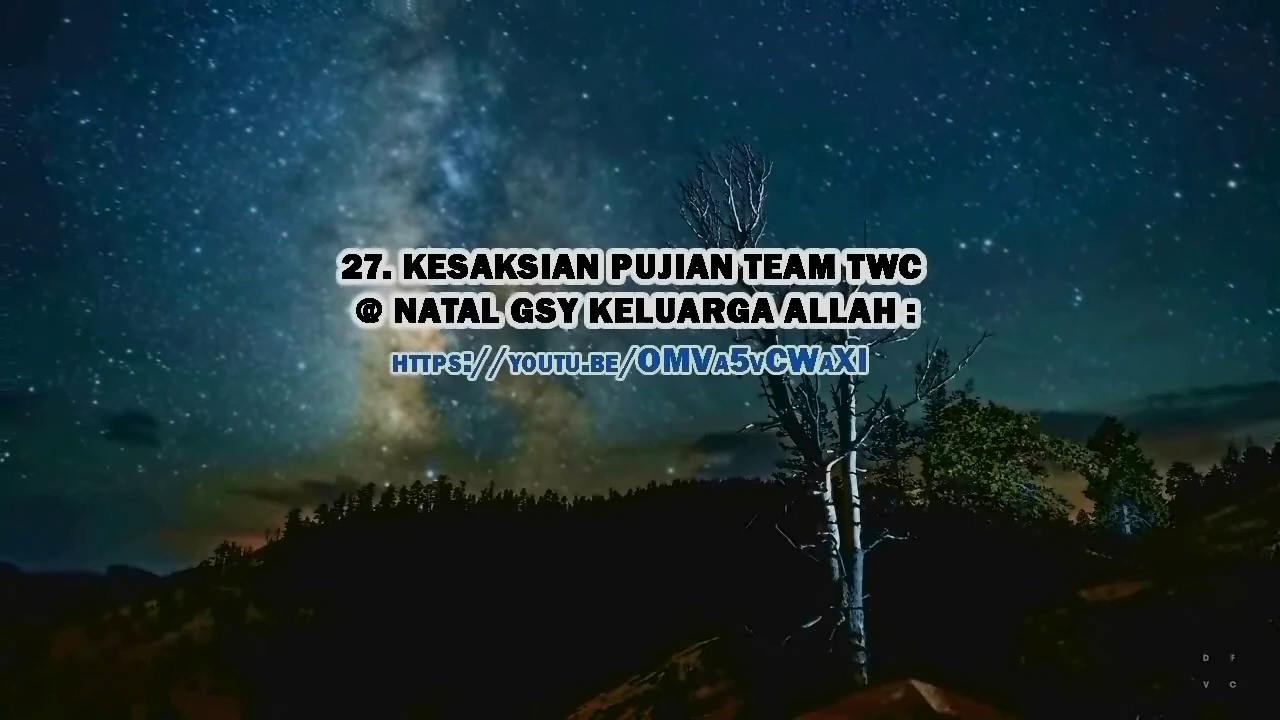 27. KESAKSIAN PUJIAN TEAM TWC
@ NATAL GSY KELUARGA ALLAH :
HTTPS://YOUTU.BE/OMVA5VCWAXI
D F
V C